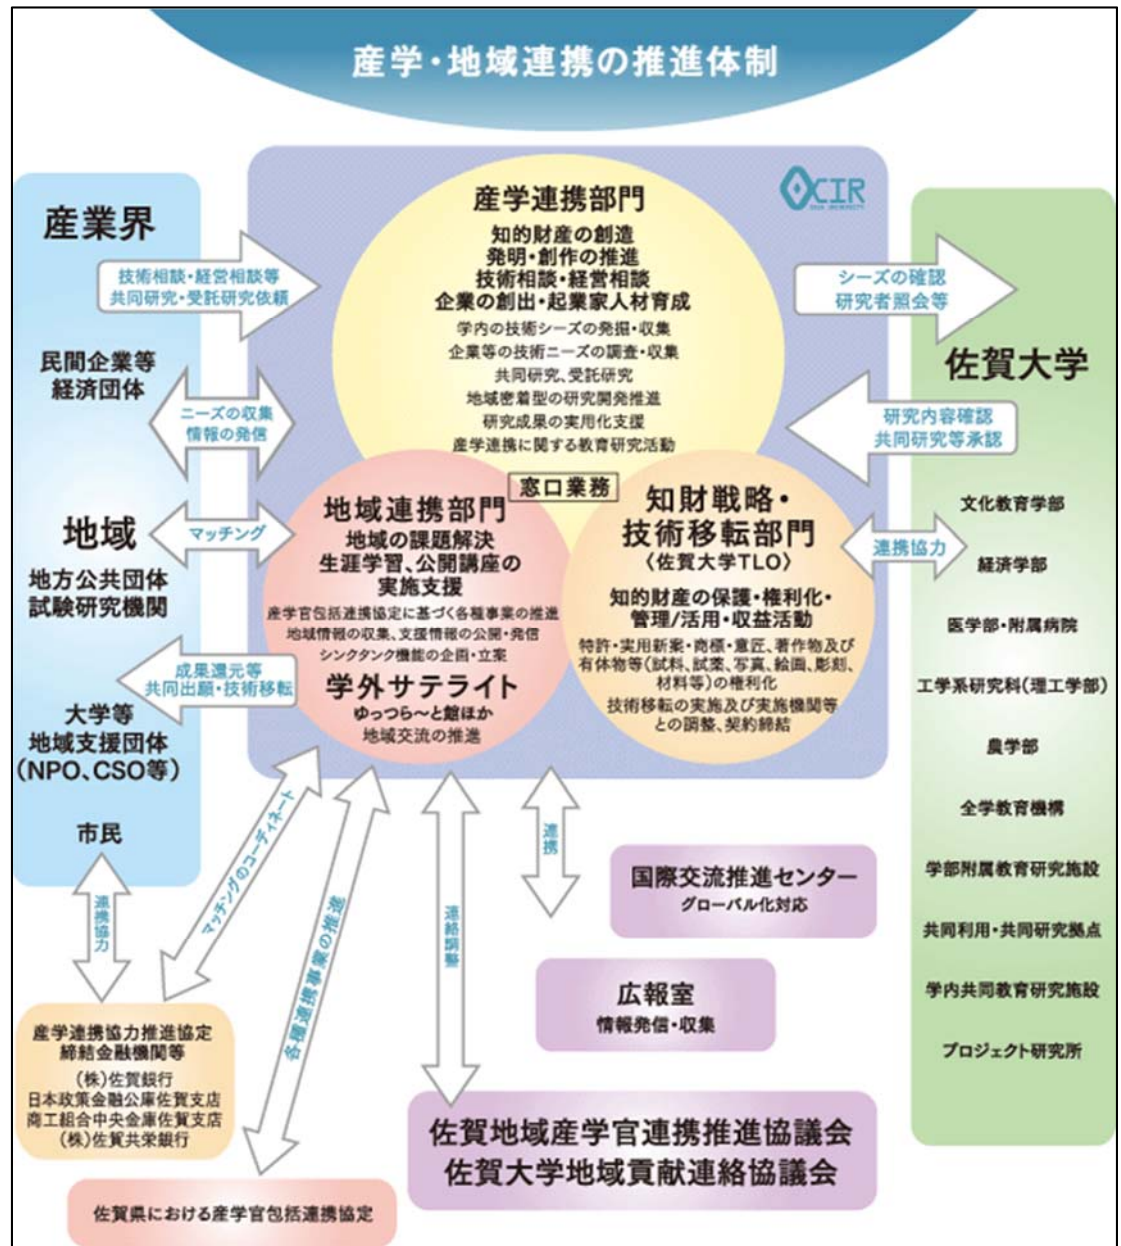 産学・地域連携の推進体制
CIR
産業界
技術相談・経営相談等
共同研究・受託研究依頼
民間企業等
経済団体
ニーズの収集
情報の発信
地域
マッチング
地方公共団体
試験研究機関
成果還元等
共同出願・技術移転
大学等
地域支援団体
（NPO、CSO等）
市民
産学連携部門
知的財産の創造
発明・創作の推進
技術相談・経営相談
企業の創出・起業家人材育成
学内の技術シーズの発掘・収集
企業等の技術ニーズの調査・収集
共同研究、受託研究
地域密着型の研究開発推進
研究成果の実用化支援
産学連携に関する教育研究活動
窓口業務
地域連携部門
地域の課題解決
生涯学習、公開講座の
実施支援
産学官包括連携協定に基づく各種事業の推進
地域情報の収集、支援情報の公開・発信
シンクタンク機能の企画・立案
学外サテライト
ゆっつら～と館ほか
地域交流の推進
知財戦略・
技術移転部門
〈佐賀大学TLO〉
知的財産の保護・権利化・
管理/活用・収益活動
特許・実用新案・商標・意匠、著作物及び
有体物等（試料、試薬、写真、絵画、彫刻、
材料等）の権利化
技術移転の実施及び実施機関等
との調整、契約締結
シーズの確認
研究者照会等
佐賀大学
研究内容確認
共同研究等承認
連携協力
文化教育学部
経済学部
医学部・附属病院
工学系研究科（理工学部）
農学部
全学教育機構
学部附属教育研究施設
共同利用・共同研究拠点
学内共同教育研究施設
プロジェクト研究所
連携協力
マッチングのコーディネート
各種連携事業の推進
連絡調整
連携
国際交流推進センター
グローバル化対応
広報室
情報発信・収集
産学連携協力推進協定
締結金融機関等
（株）佐賀銀行
日本政策金融公庫佐賀支店
商工組合中央金庫佐賀支店
（株）佐賀共栄銀行
佐賀地域産学官連携推進協議会
佐賀大学地域貢献連絡協議会
佐賀県における産学官包括連携協定